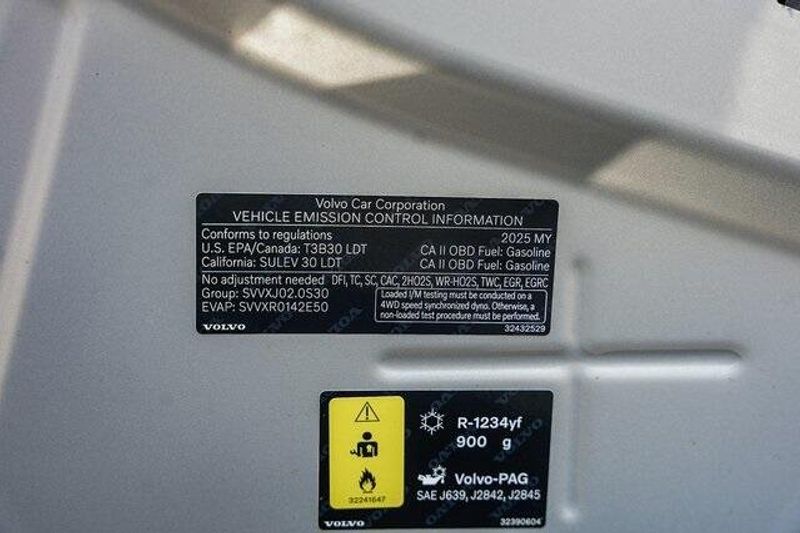 Volvo Car Corporation
VEHICLE EMISSION CONTROL INFORMATION
Conforms to regulations 2025 MY
U.S. EPA/Canada: T3B30 LDT CA II OBD Fuel: Gasoline
California: SULEV 30 LDT CA II OBD Fuel: Gasoline
No adjustment needed DFI, TC, SC, CAC, 2HO2S, WR-HO2S, TWC, EGR, EGRC
Group: SVVXJ02.0S30
EVAP: SVVXR0142E50
Loaded I/M testing must be conducted on a
4WD speed synchronized dyno. Otherwise, a
non-loaded test procedure must be performed.
VOLVO 32432529
R-1234yf
900 g
Volvo-PAG
SAE J639, J2842, J2845
32241647
VOLVO 32390604